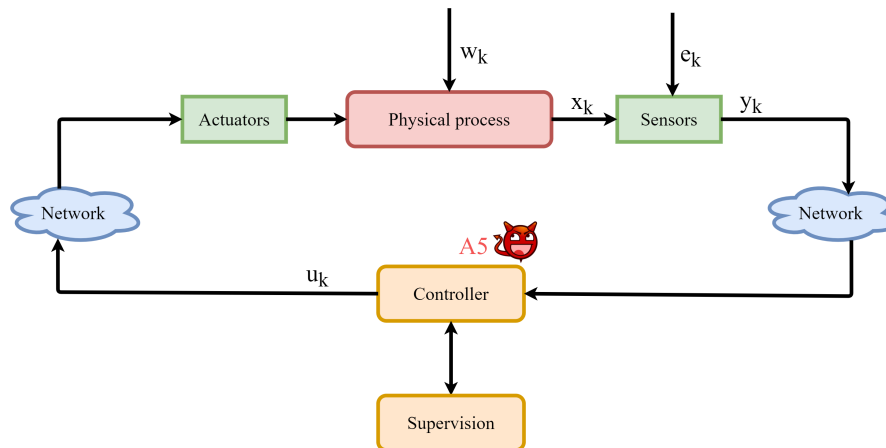 w_k
e_k
Actuators
Physical process
x_k
Sensors
y_k
Network
Network
A5
u_k
Controller
Supervision